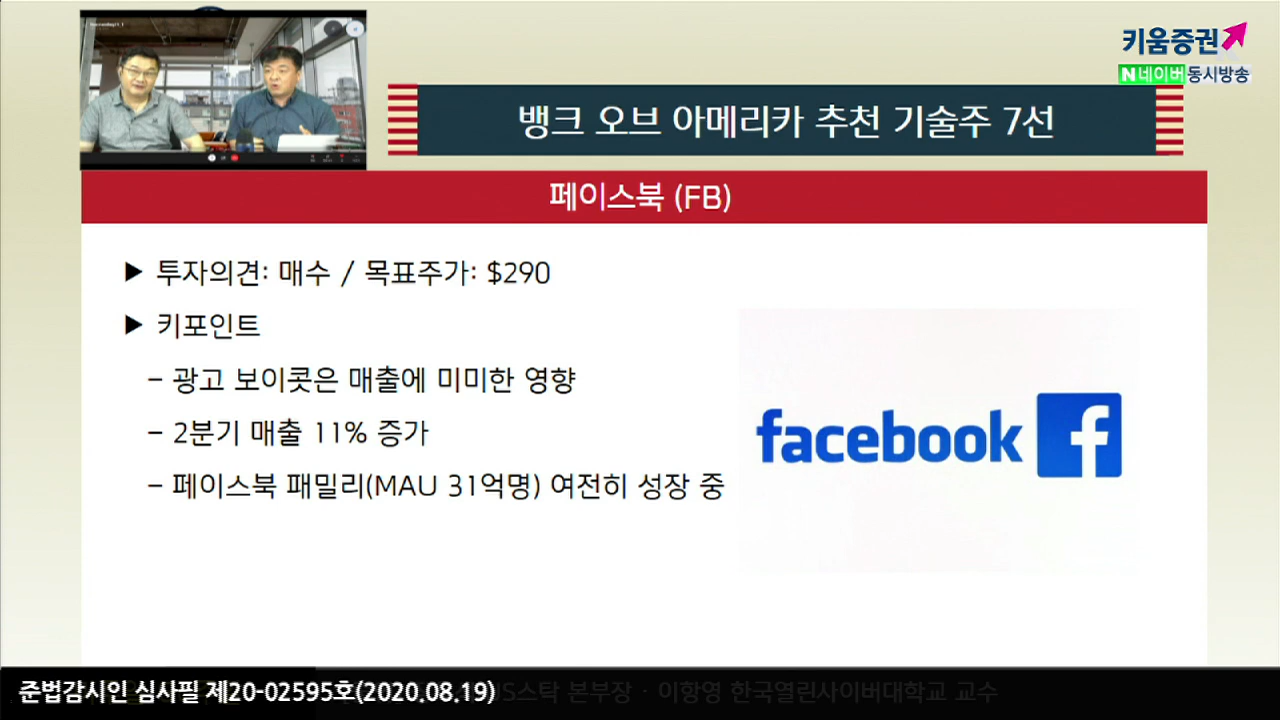 키움증권
N 네이버 동시방송
뱅크 오브 아메리카 추천 기술주 7선
페이스북 (FB)
▶ 투자의견: 매수 / 목표주가: $290
▶ 키포인트
– 광고 보이콧은 매출에 미미한 영향
– 2분기 매출 11% 증가
– 페이스북 패밀리(MAU 31억명) 여전히 성장 중
facebook f
준법감시인 심사필 제20-02595호(2020.08.19)
US스탁 본부장 · 이항영 한국열린사이버대학교 교수